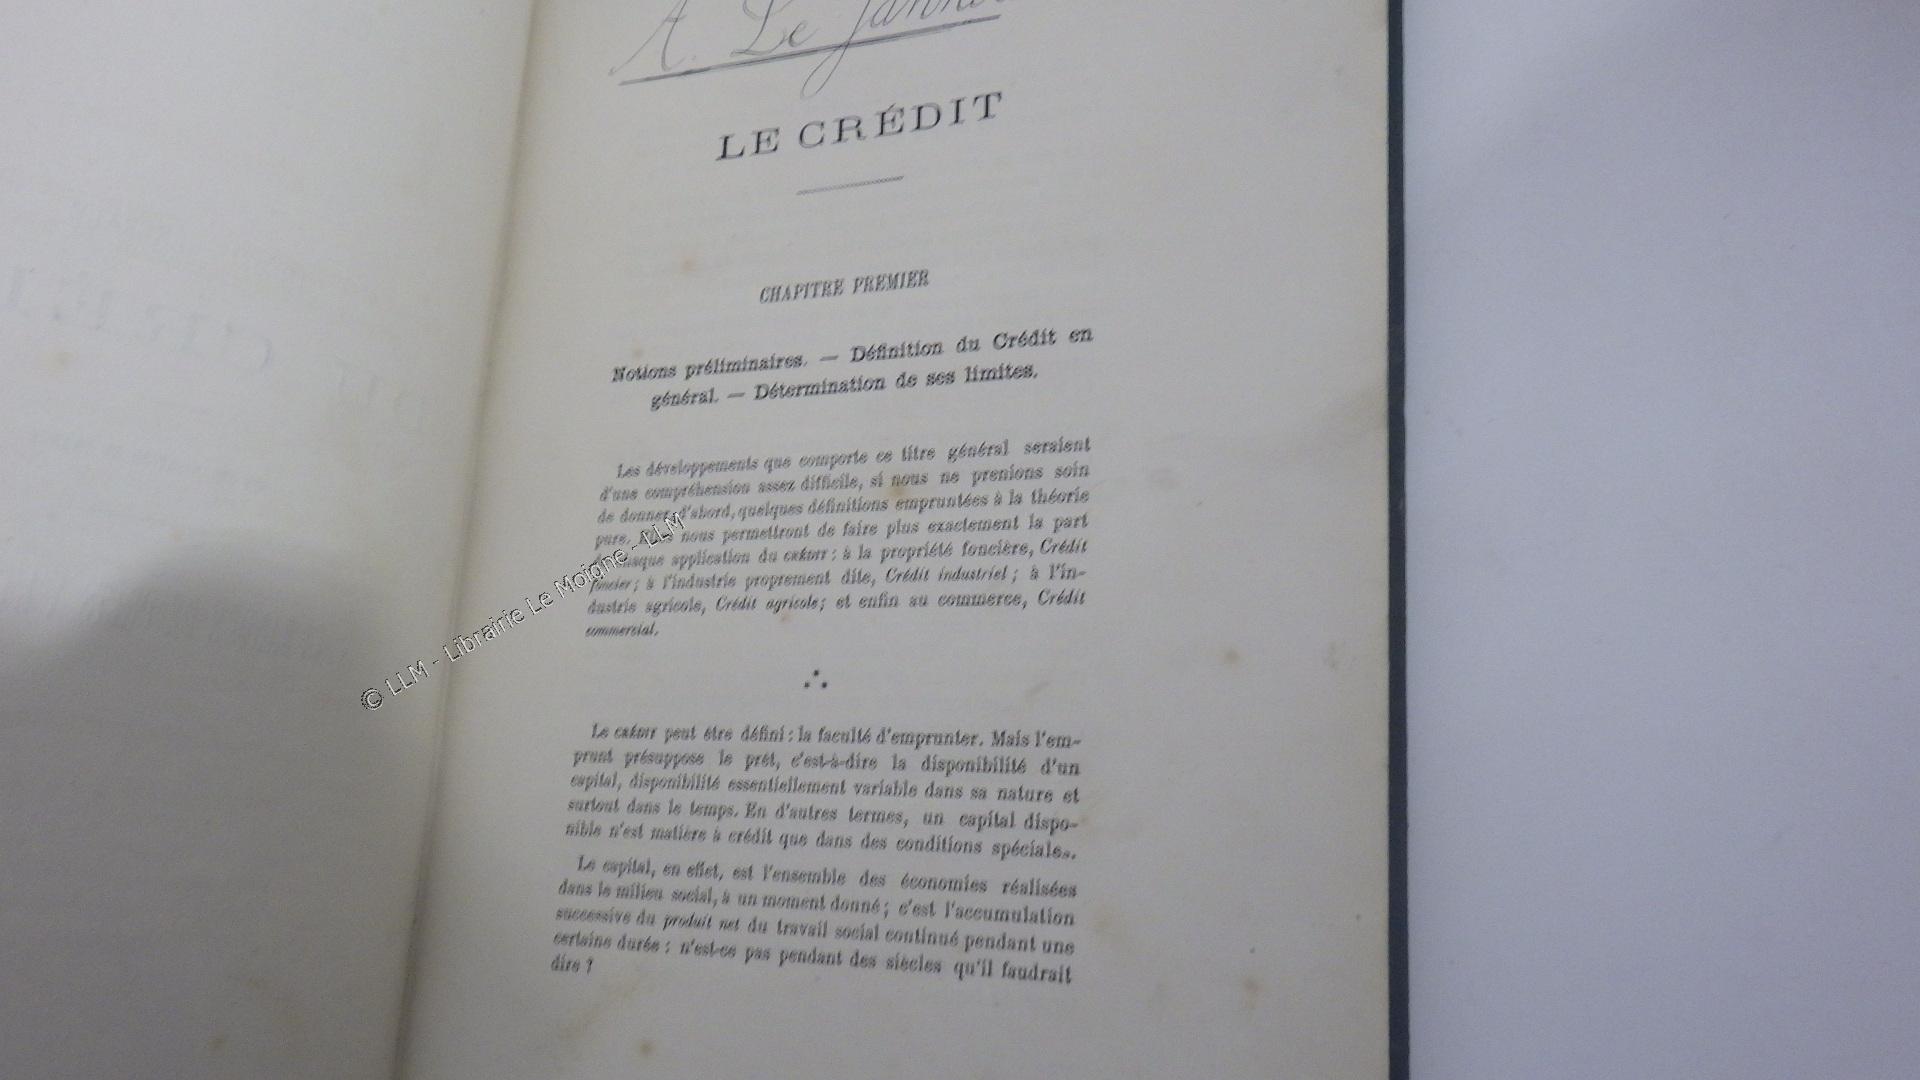 A. Le
LE CRÉDIT
CHAPITRE PREMIER
Notions préliminaires. — Définition du Crédit en
général. — Détermination de ses limites.
Les développements que comporte ce titre général seraient
d'une compréhension assez difficile, si nous ne prenions soin
de donner, d'abord, quelques définitions empruntées à la théorie
pure. Elles nous permettront de faire plus exactement la part
de chaque application du CRÉDIT : à la propriété foncière, Crédit
foncier ; à l'industrie proprement dite, Crédit industriel ; à l'in-
dustrie agricole, Crédit agricole ; et enfin au commerce, Crédit
commercial.
Le CRÉDIT peut être défini : la faculté d'emprunter. Mais l'em-
prunt présuppose le prêt, c'est-à-dire la disponibilité d'un
capital, disponibilité essentiellement variable dans sa nature et
surtout dans le temps. En d'autres termes, un capital dispo-
nible n'est matière à crédit que dans des conditions spéciales.
Le capital, en effet, est l'ensemble des économies réalisées
dans le milieu social, à un moment donné ; c'est l'accumulation
successive du produit net du travail social continué pendant une
certaine durée : n'est-ce pas pendant des siècles qu'il faudrait
dire ?
© LLM - Librairie Le Moigne - LLM